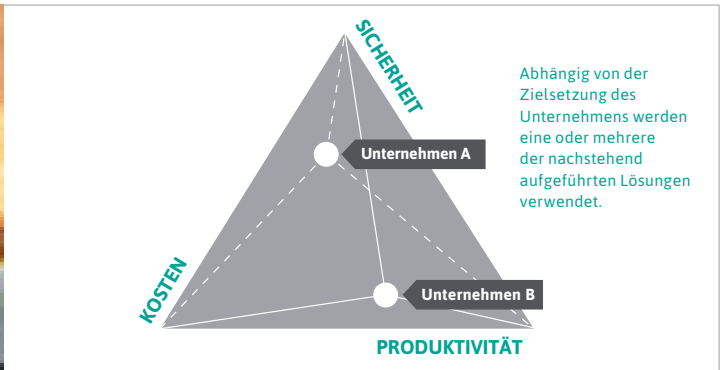 SICHERHEIT
Abhängig von der
Zielsetzung des
Unternehmens werden
eine oder mehrere
der nachstehend
aufgeführten Lösungen
verwendet.
Unternehmen A
KOSTEN
Unternehmen B
PRODUKTIVITÄT